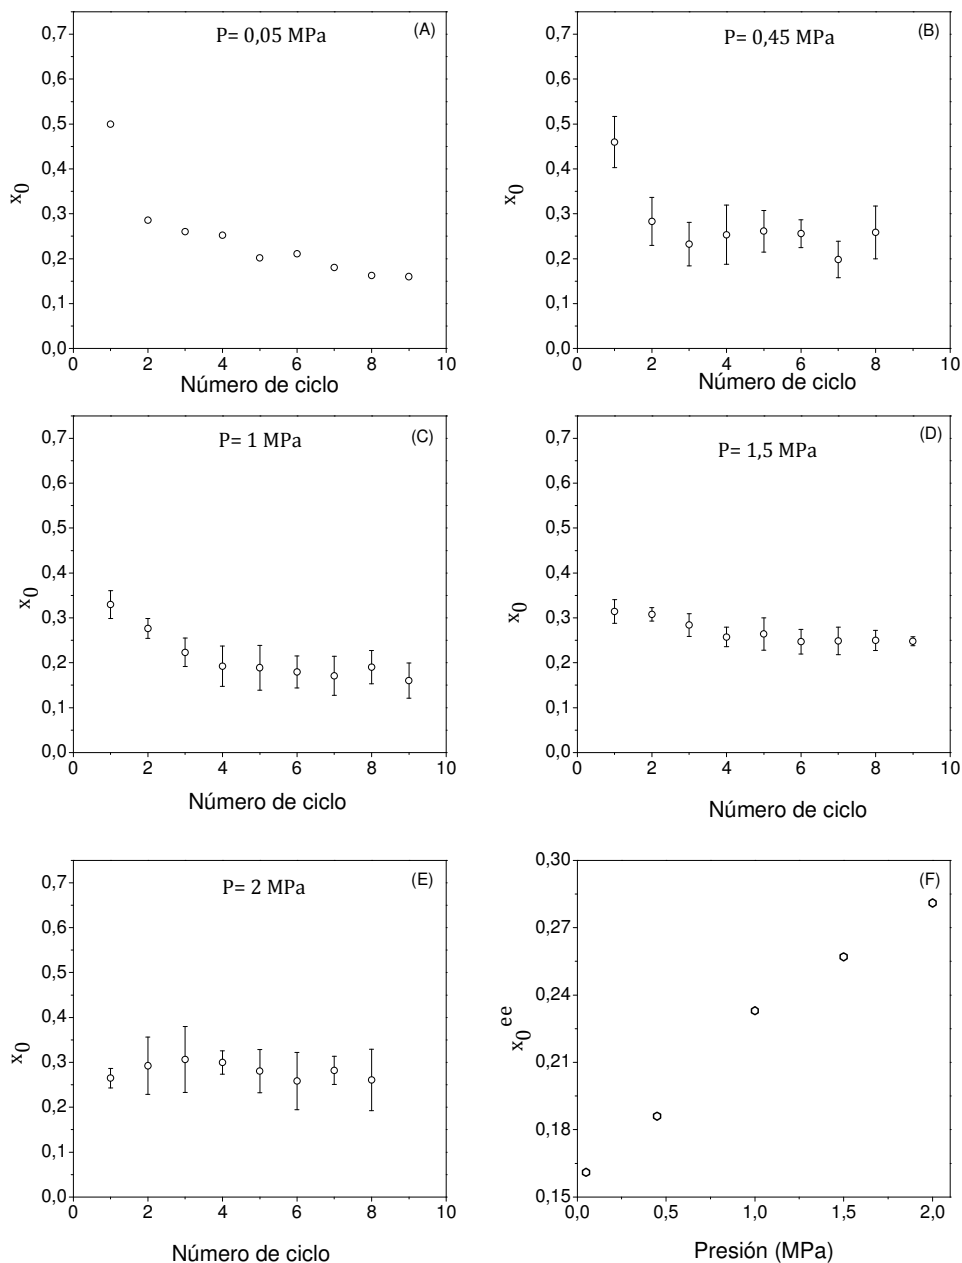 P= 0,05 MPa
(A)
0,7
0,6
0,5
0,4
0,3
0,2
0,1
0,0
x0
0 2 4 6 8 10
Número de ciclo
P= 0,45 MPa
(B)
0,7
0,6
0,5
0,4
0,3
0,2
0,1
0,0
x0
0 2 4 6 8 10
Número de ciclo
P= 1 MPa
(C)
0,7
0,6
0,5
0,4
0,3
0,2
0,1
0,0
x0
0 2 4 6 8 10
Número de ciclo
P= 1,5 MPa
(D)
0,7
0,6
0,5
0,4
0,3
0,2
0,1
0,0
x0
0 2 4 6 8 10
Número de ciclo
P= 2 MPa
(E)
0,7
0,6
0,5
0,4
0,3
0,2
0,1
0,0
x0
0 2 4 6 8 10
Número de ciclo
(F)
0,30
0,27
0,24
0,21
0,18
0,15
x0 ee
0,0 0,5 1,0 1,5 2,0
Presión (MPa)